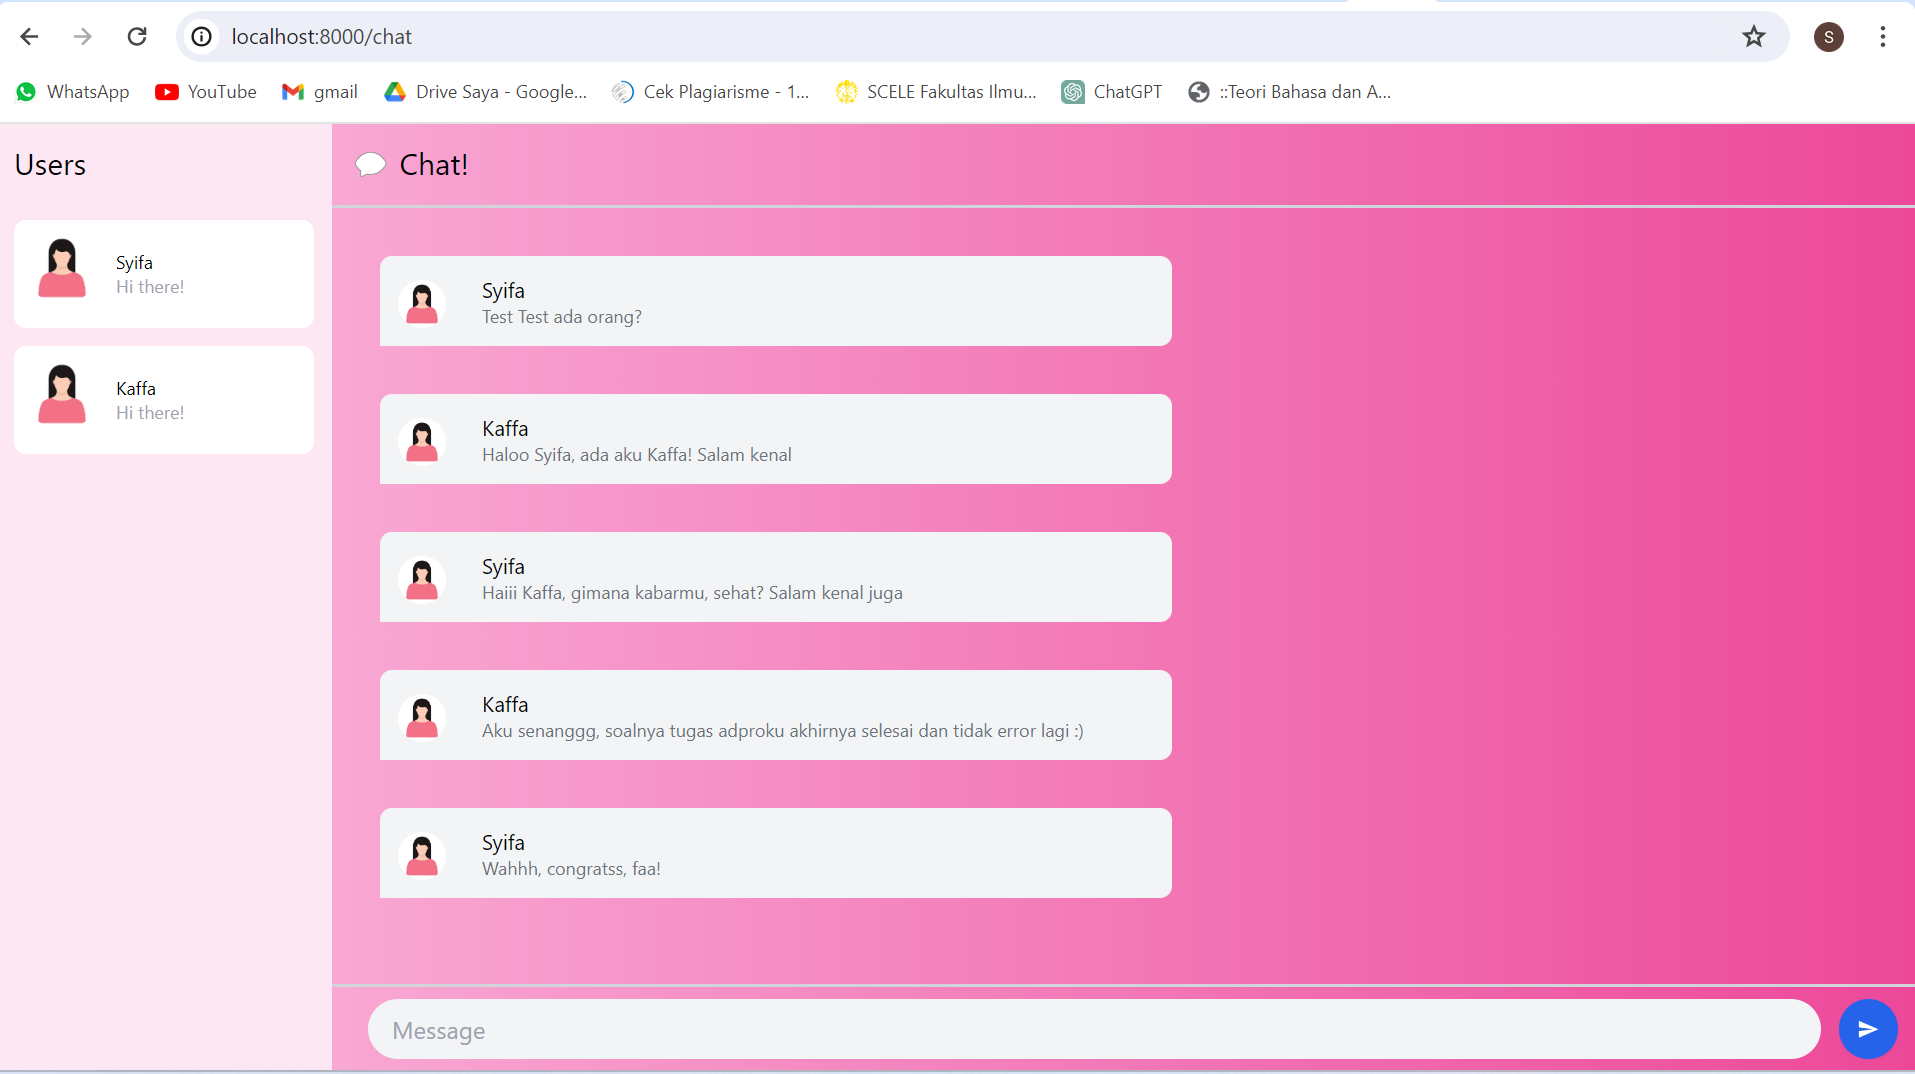 localhost:8000/chat
S
WhatsApp
YouTube
gmail
Drive Saya - Google...
Cek Plagiarisme - 1...
SCELE Fakultas Ilmu...
ChatGPT
::Teori Bahasa dan A...
Users
Syifa
Hi there!
Kaffa
Hi there!
Chat!
Syifa
Test Test ada orang?
Kaffa
Haloo Syifa, ada aku Kaffa! Salam kenal
Syifa
Haiii Kaffa, gimana kabarmu, sehat? Salam kenal juga
Kaffa
Aku senanggg, soalnya tugas adproku akhirnya selesai dan tidak error lagi :)
Syifa
Wahhh, congratss, faa!
Message